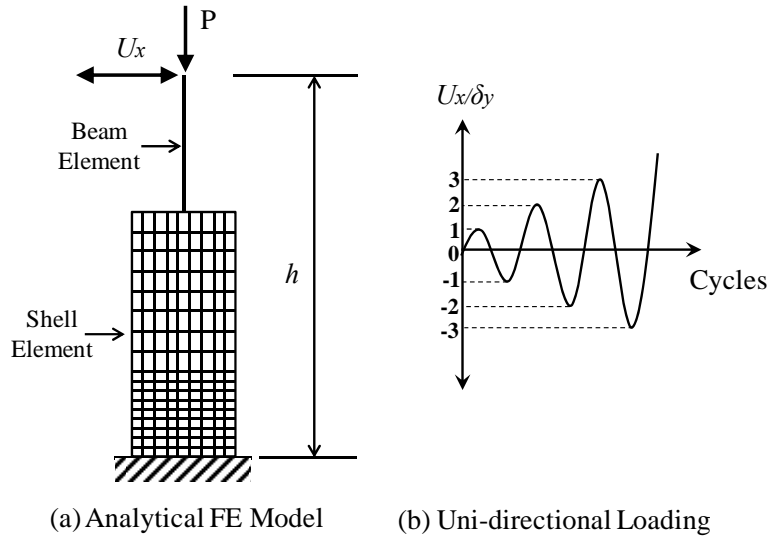 P
Ux
Beam
Element
h
Shell
Element
(a) Analytical FE Model
Ux/δy
3
2
1
0
-1
-2
-3
Cycles
(b) Uni-directional Loading